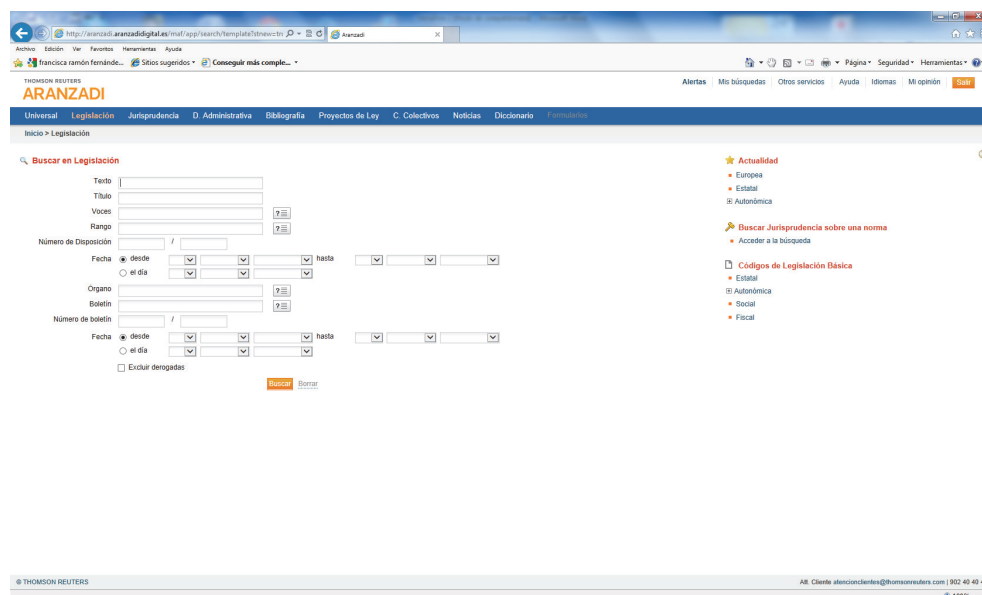 http://aranzadi.aranzadidigital.es/maf/app/search/template?stnew=tn
Aranzadi
Archivo Edición Ver Favoritos Herramientas Ayuda
francisca ramón fernánde... Sitios sugeridos Conseguir más comple...
Página Seguridad Herramientas
THOMSON REUTERS
ARANZADI
Alertas Mis búsquedas Otros servicios Ayuda Idiomas Mi opinión Salir
Universal Legislación Jurisprudencia D. Administrativa Bibliografía Proyectos de Ley C. Colectivos Noticias Diccionario Formularios
Inicio > Legislación
Buscar en Legislación
Texto
Título
Voces
Rango
Número de Disposición /
Fecha desde hasta
el día
Órgano
Boletín
Número de boletín /
Fecha desde hasta
el día
Excluir derogadas
Buscar Borrar
Actualidad
Europea
Estatal
Autonómica
Buscar Jurisprudencia sobre una norma
Acceder a la búsqueda
Códigos de Legislación Básica
Estatal
Autonómica
Social
Fiscal
© THOMSON REUTERS
Att. Cliente atencionclientes@thomsonreuters.com | 902 40 40